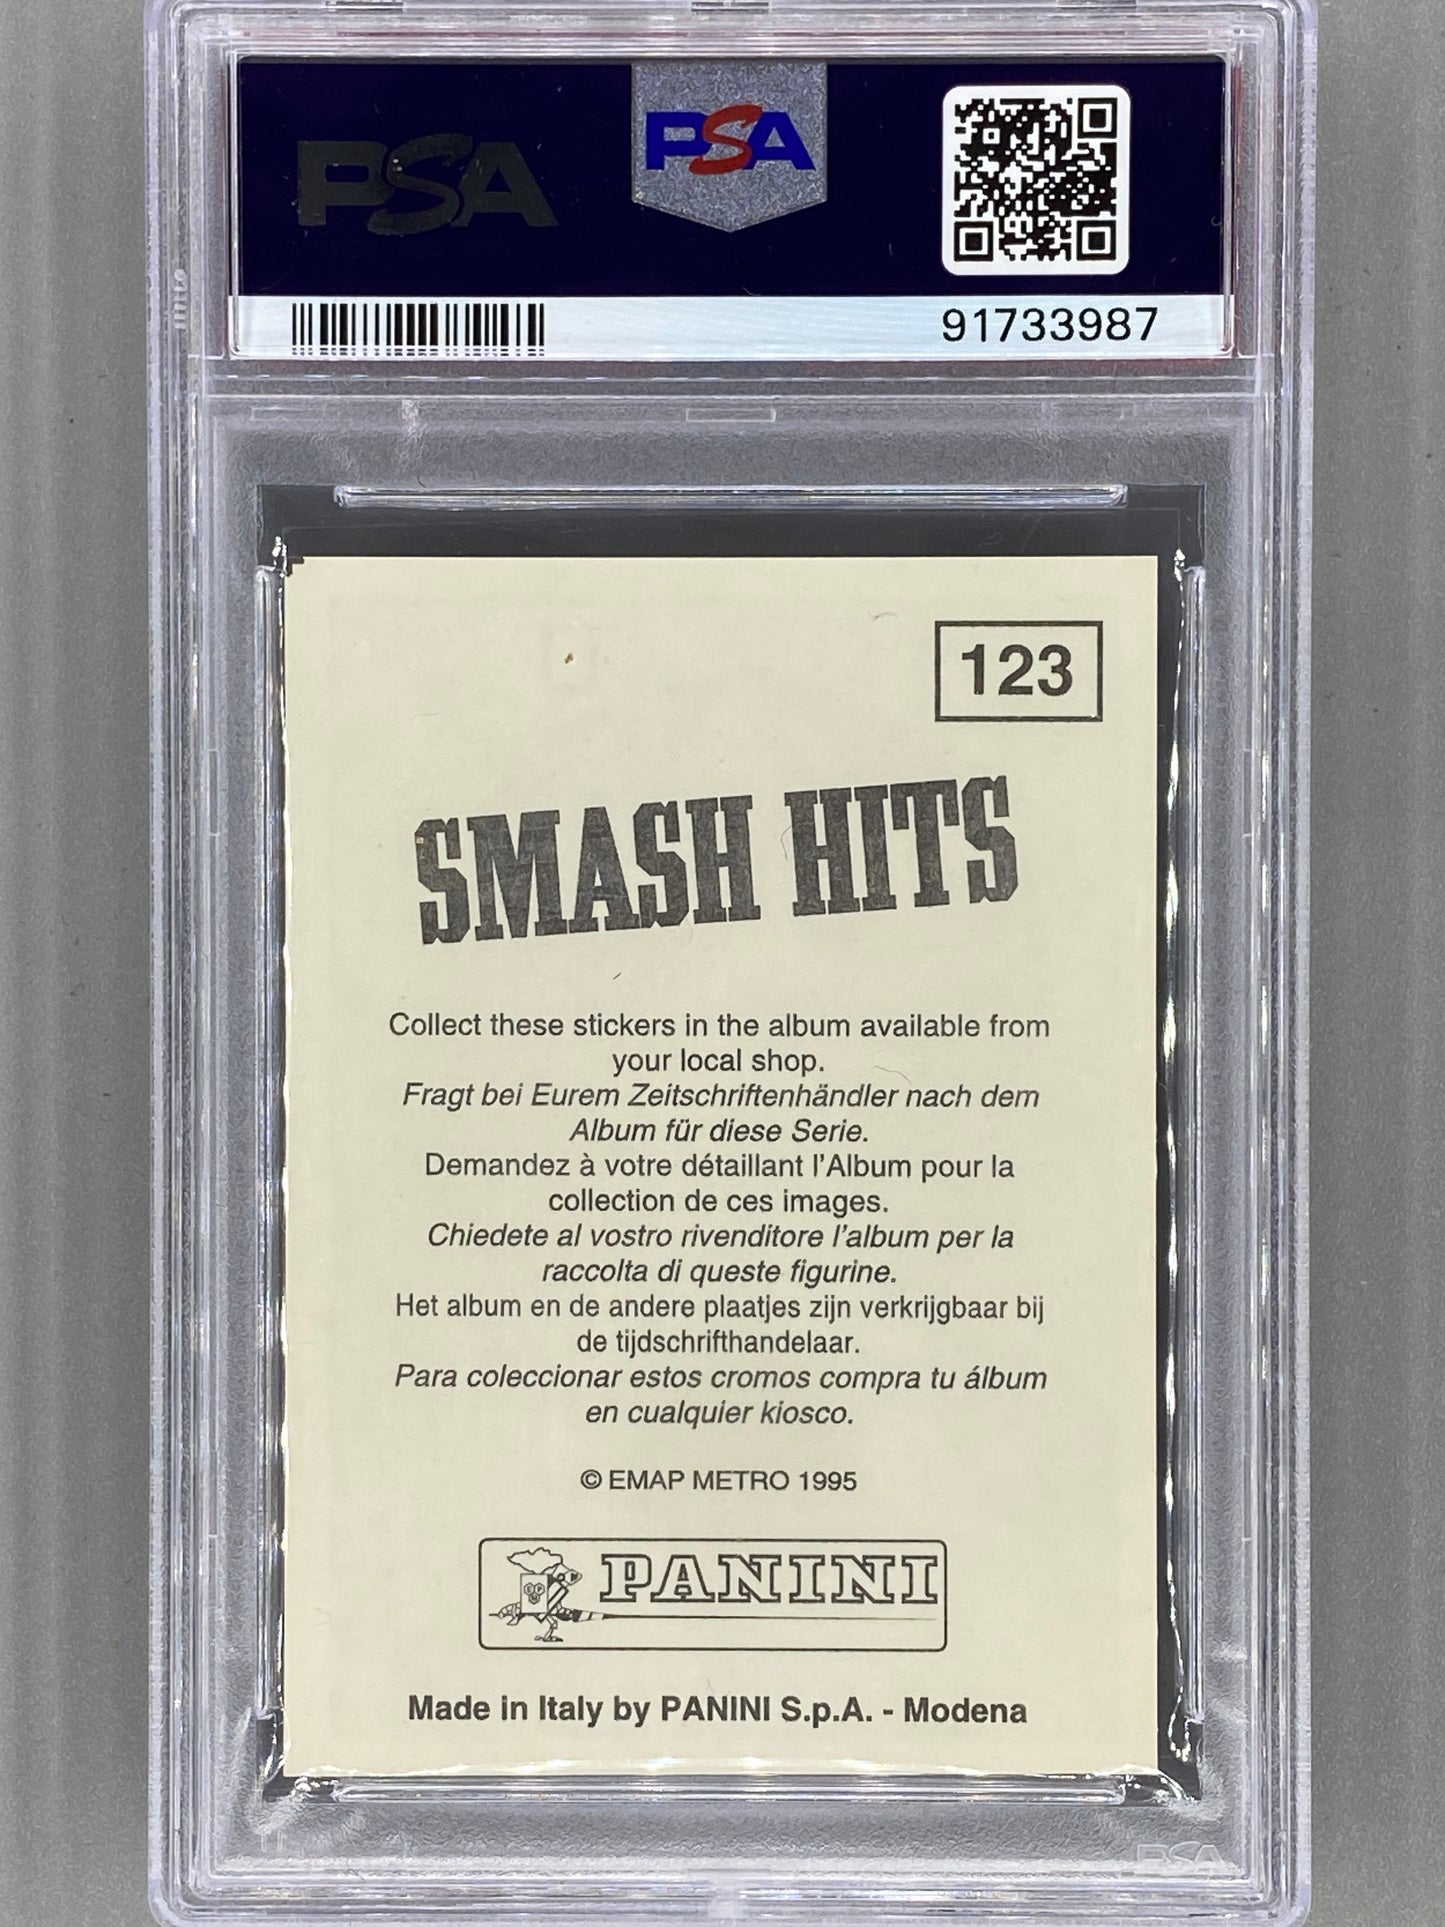 PSA
PSA
91733987
123
SMASH HITS
Collect these stickers in the album available from
your local shop.
Fragt bei Eurem Zeitschriftenhändler nach dem
Album für diese Serie.
Demandez à votre détaillant l'Album pour la
collection de ces images.
Chiedete al vostro rivenditore l'album per la
raccolta di queste figurine.
Het album en de andere plaatjes zijn verkrijgbaar bij
de tijdschrifthandelaar.
Para coleccionar estos cromos compra tu álbum
en cualquier kiosco.
© EMAP METRO 1995
PANINI
Made in Italy by PANINI S.p.A. - Modena
PSA